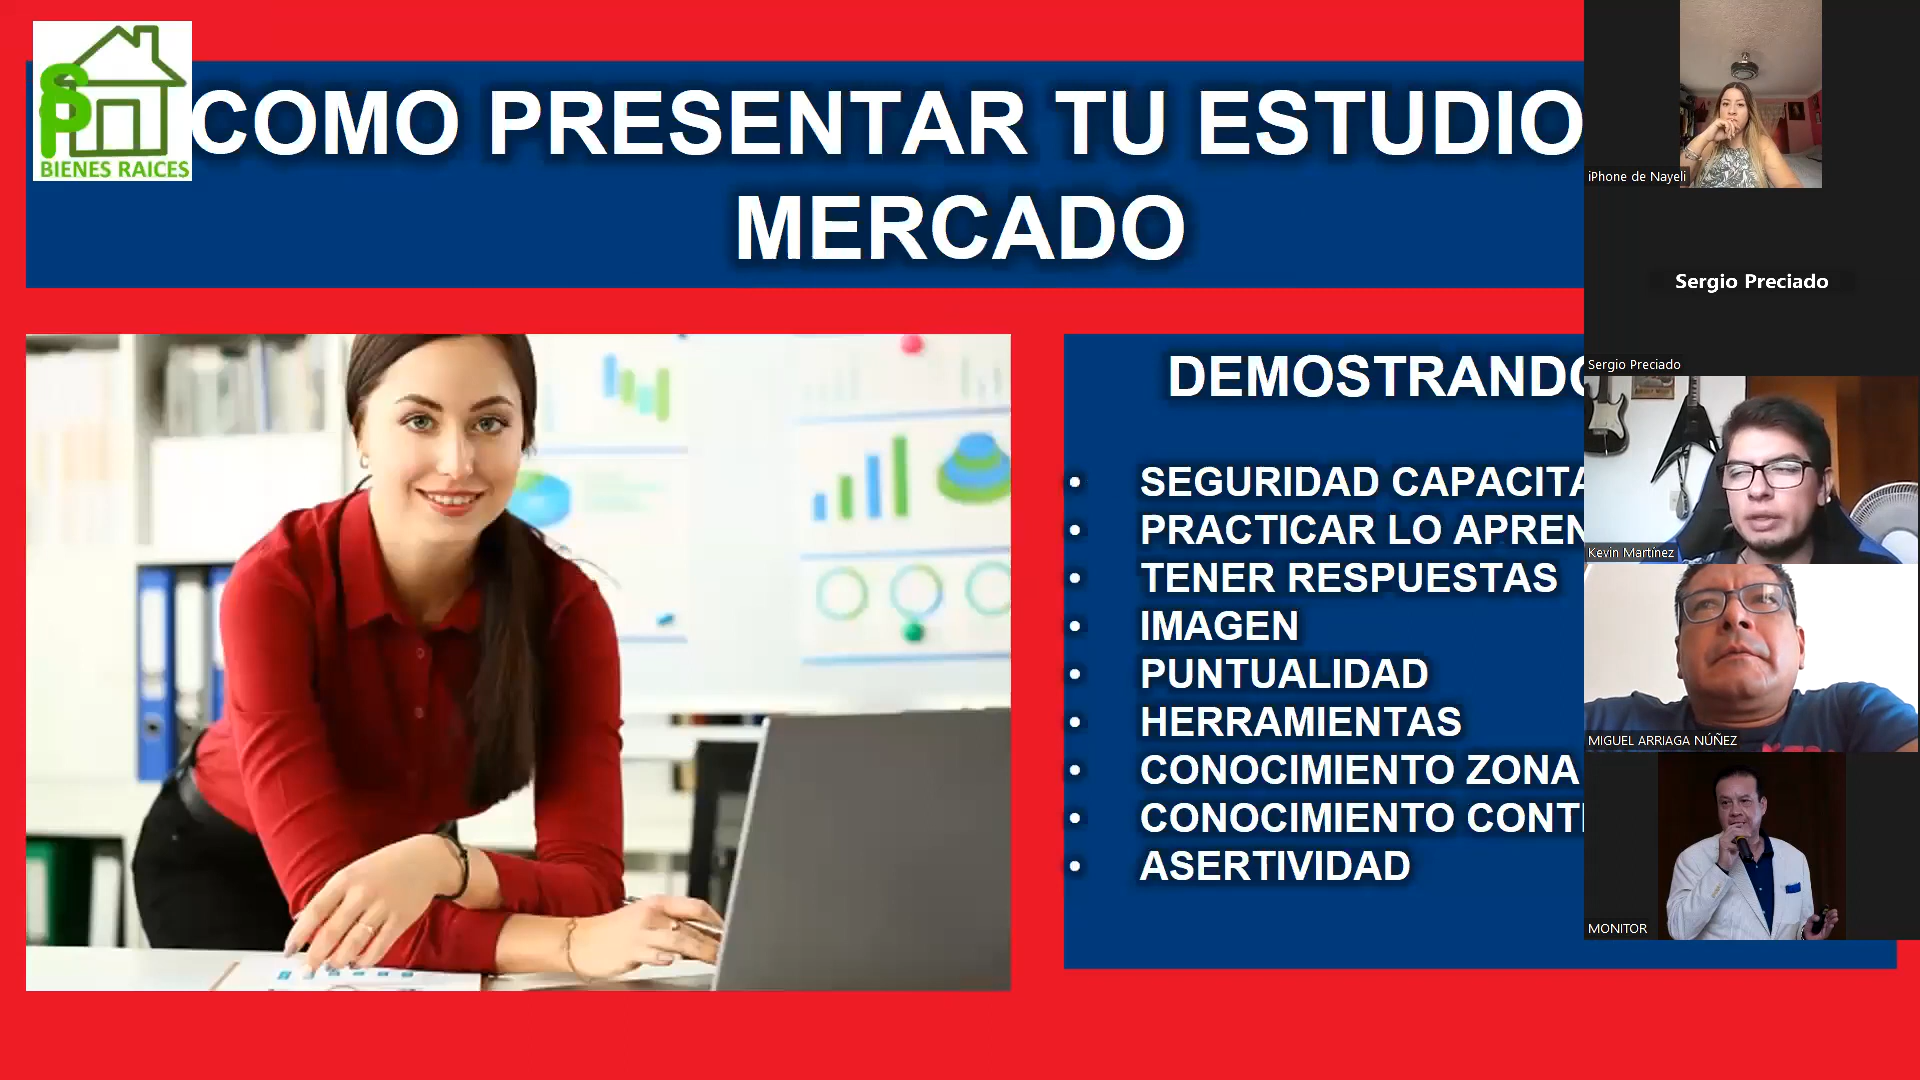 SP
BIENES RAICES
COMO PRESENTAR TU ESTUDIO
MERCADO
DEMOSTRANDO
• SEGURIDAD CAPACITA
• PRACTICAR LO APREN
• TENER RESPUESTAS
• IMAGEN
• PUNTUALIDAD
• HERRAMIENTAS
• CONOCIMIENTO ZONA
• CONOCIMIENTO CONT
• ASERTIVIDAD
iPhone de Nayeli
Sergio Preciado
Sergio Preciado
Kevin Martínez
MIGUEL ARRIAGA NÚÑEZ
MONITOR